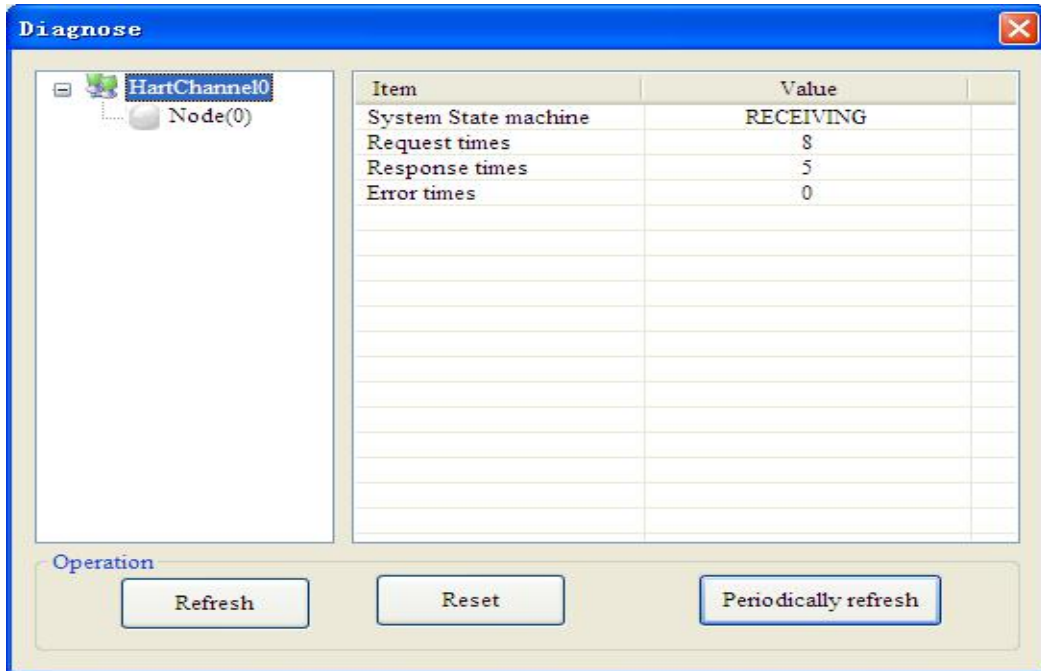 Diagnose
HartChannel0
Node(0)
Item Value
System State machine RECEIVING
Request times 8
Response times 5
Error times 0
Operation
Refresh Reset Periodically refresh